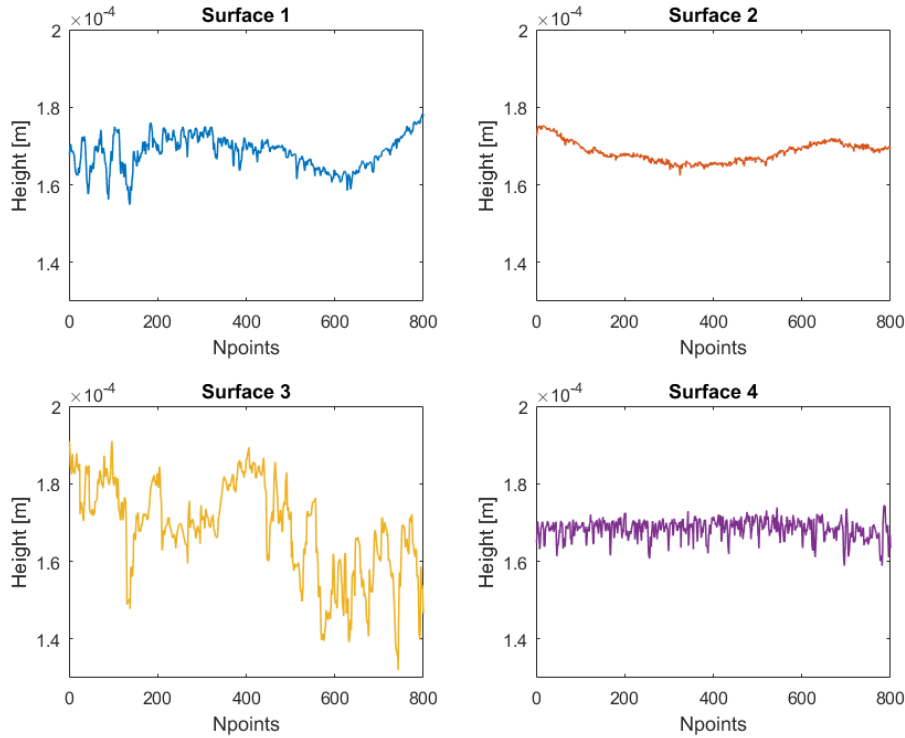 Surface 1
×10⁻⁴
2
1.8
1.6
1.4
Height [m]
0 200 400 600 800
Npoints
Surface 2
×10⁻⁴
2
1.8
1.6
1.4
Height [m]
0 200 400 600 800
Npoints
Surface 3
×10⁻⁴
2
1.8
1.6
1.4
Height [m]
0 200 400 600 800
Npoints
Surface 4
×10⁻⁴
2
1.8
1.6
1.4
Height [m]
0 200 400 600 800
Npoints